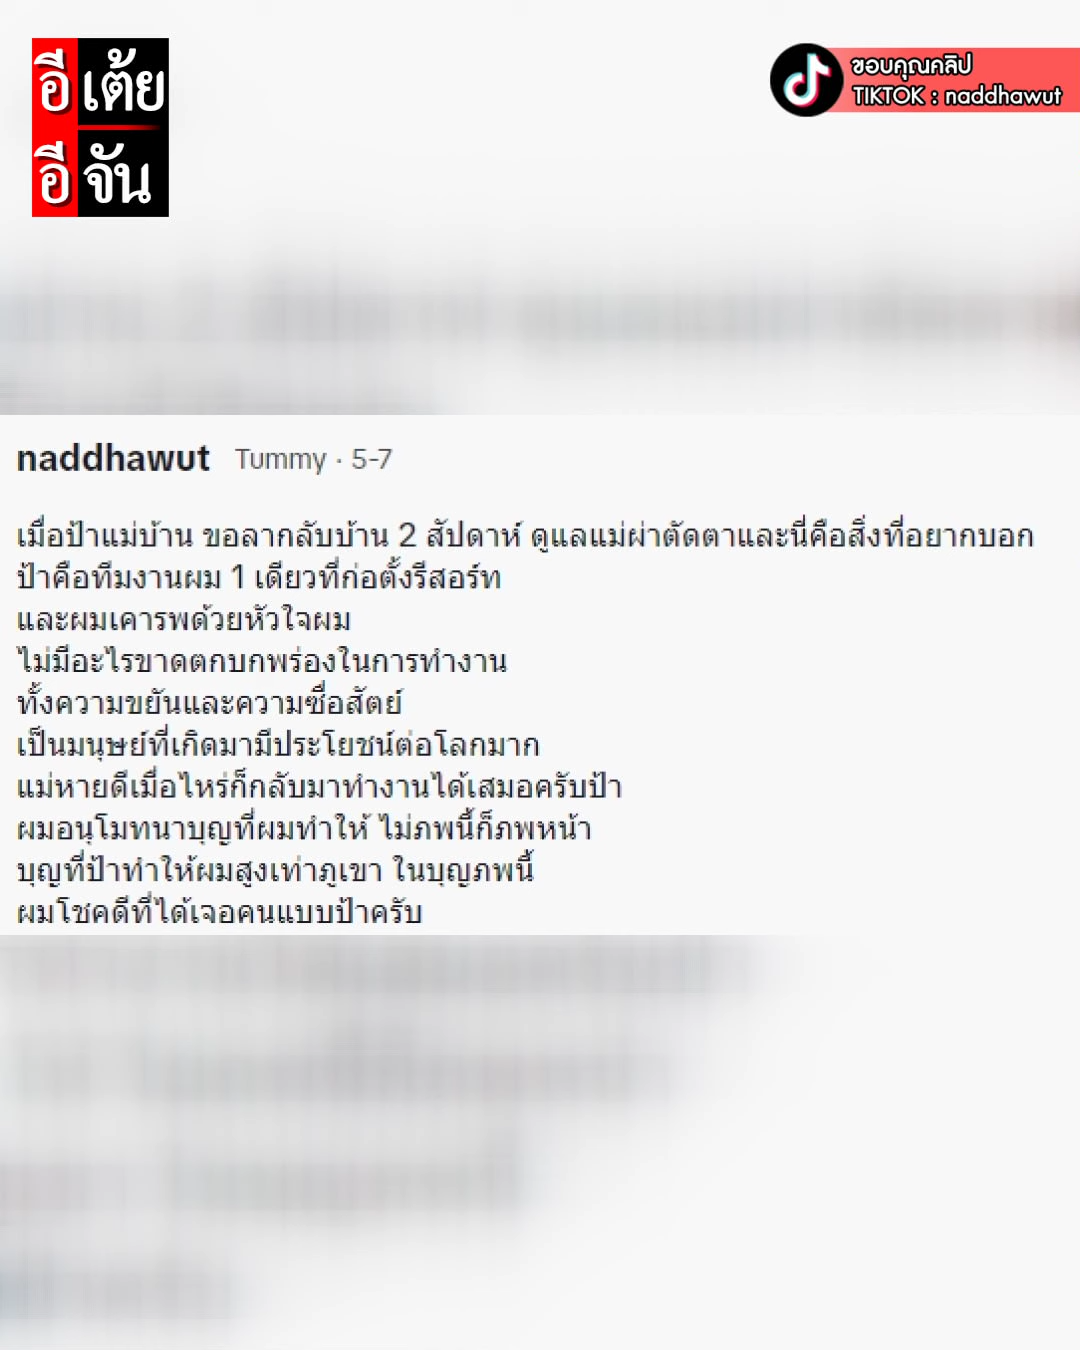 อีเต้ย
อีจัน
ขอบคุณคลิป
TIKTOK : naddhawut
naddhawut Tummy · 5-7
เมื่อป้าแม่บ้าน ขอลากลับบ้าน 2 สัปดาห์ ดูแลแม่ผ่าตัดตาและนี่คือสิ่งที่อยากบอก
ป้าคือทีมงานผม 1 เดียวที่ก่อตั้งรีสอร์ท
และผมเคารพด้วยหัวใจผม
ไม่มีอะไรขาดตกบกพร่องในการทำงาน
ทั้งความขยันและความซื่อสัตย์
เป็นมนุษย์ที่เกิดมามีประโยชน์ต่อโลกมาก
แม่หายดีเมื่อไหร่ก็กลับมาทำงานได้เสมอครับป้า
ผมอนุโมทนาบุญที่ผมทำให้ ไม่ภพนี้ก็ภพหน้า
บุญที่ป้าทำให้ผมสูงเท่าภูเขา ในบุญภพนี้
ผมโชคดีที่ได้เจอคนแบบป้าครับ